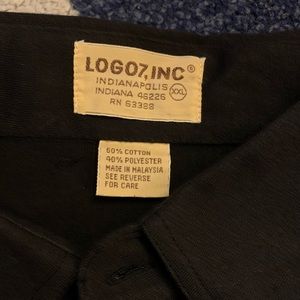 LOGO7, INC®
INDIANAPOLIS
INDIANA 46226
XXL
RN 63388
60% COTTON
40% POLYESTER
MADE IN MALAYSIA
SEE REVERSE
FOR CARE